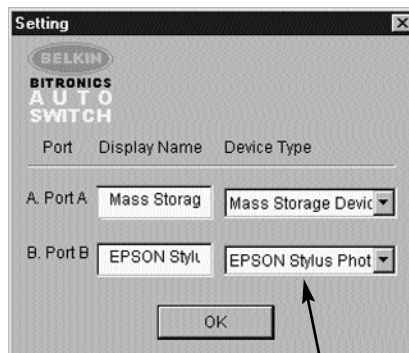 Setting
BELKIN
BITRONICS
AUTO
SWITCH
Port Display Name Device Type
A. Port A Mass Storag Mass Storage Devic
B. Port B EPSON Stylu EPSON Stylus Phot
OK